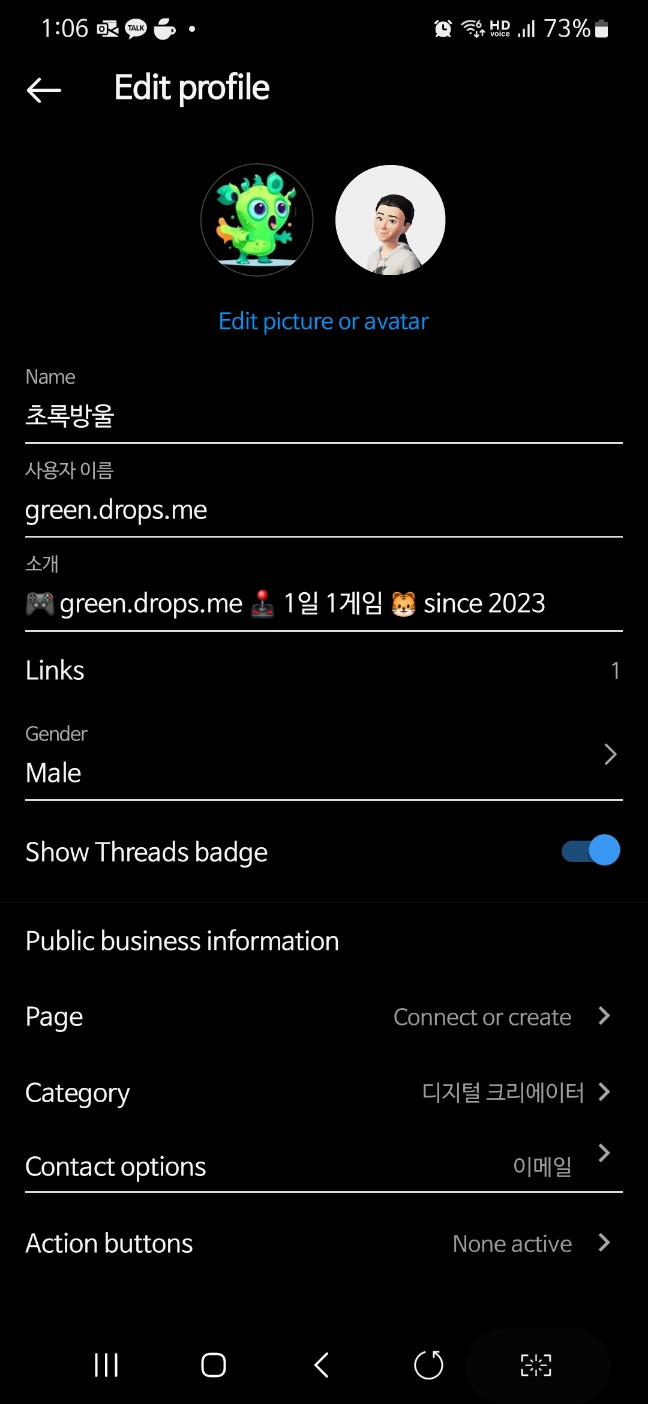 1:06 TALK HD voice 73%
Edit profile
Edit picture or avatar
Name
초록방울
사용자 이름
green.drops.me
소개
🎮 green.drops.me 🕹️ 1일 1게임 🐯 since 2023
Links 1
Gender
Male
Show Threads badge
Public business information
Page Connect or create
Category 디지털 크리에이터
Contact options 이메일
Action buttons None active